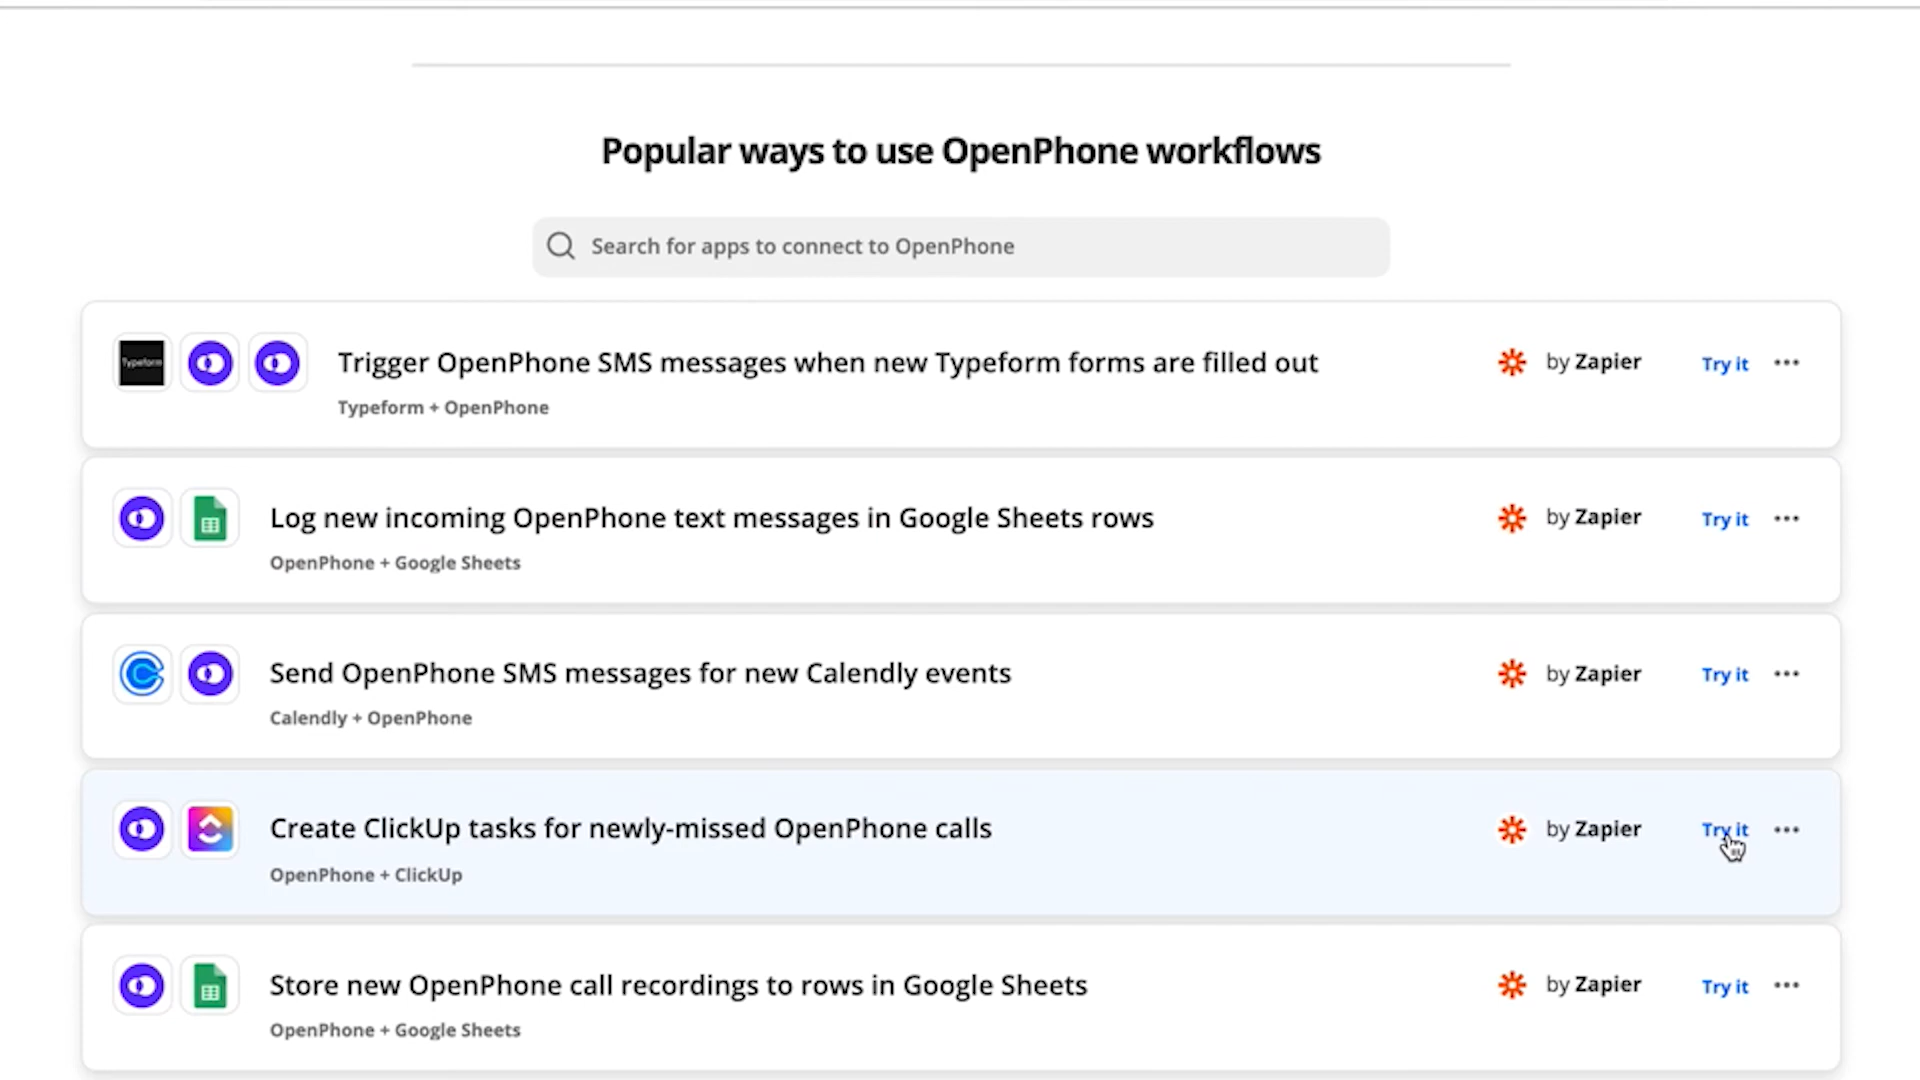 Popular ways to use OpenPhone workflows
Search for apps to connect to OpenPhone
Typeform
Trigger OpenPhone SMS messages when new Typeform forms are filled out
by Zapier
Try it
Typeform + OpenPhone
Log new incoming OpenPhone text messages in Google Sheets rows
by Zapier
Try it
OpenPhone + Google Sheets
Send OpenPhone SMS messages for new Calendly events
by Zapier
Try it
Calendly + OpenPhone
Create ClickUp tasks for newly-missed OpenPhone calls
by Zapier
Try it
OpenPhone + ClickUp
Store new OpenPhone call recordings to rows in Google Sheets
by Zapier
Try it
OpenPhone + Google Sheets